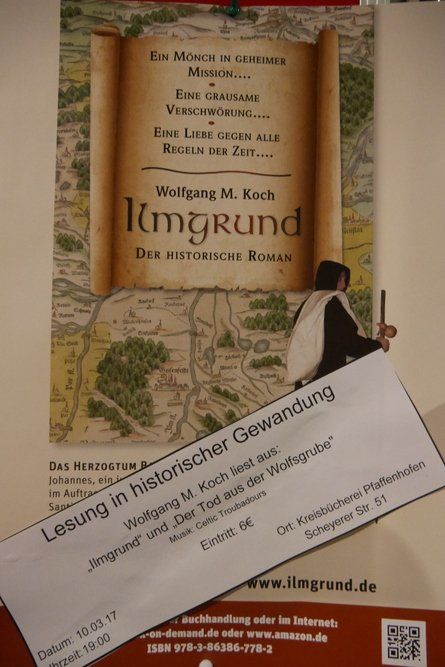 EIN MÖNCH IN GEHEIMER
MISSION....
EINE GRAUSAME
VERSCHWÖRUNG....
EINE LIEBE GEGEN ALLE
REGELN DER ZEIT....
Wolfgang M. Koch
Ilmgrund
DER HISTORISCHE ROMAN
DAS HERZOGTUM
Johannes, ein
im Auftra
Lesung in historischer Gewandung
Wolfgang M. Koch liest aus:
„Ilmgrund" und „Der Tod aus der Wolfsgrube"
Musik: Celtic Troubadours
Eintritt: 6€
Ort: Kreisbücherei Pfaffenhofen
Scheyerer Str. 51
Datum: 10.03.17
Uhrzeit:19:00
www.ilmgrund.de
Buchhandlung oder im Internet:
-on-demand.de oder www.amazon.de
ISBN 978-3-86386-778-2